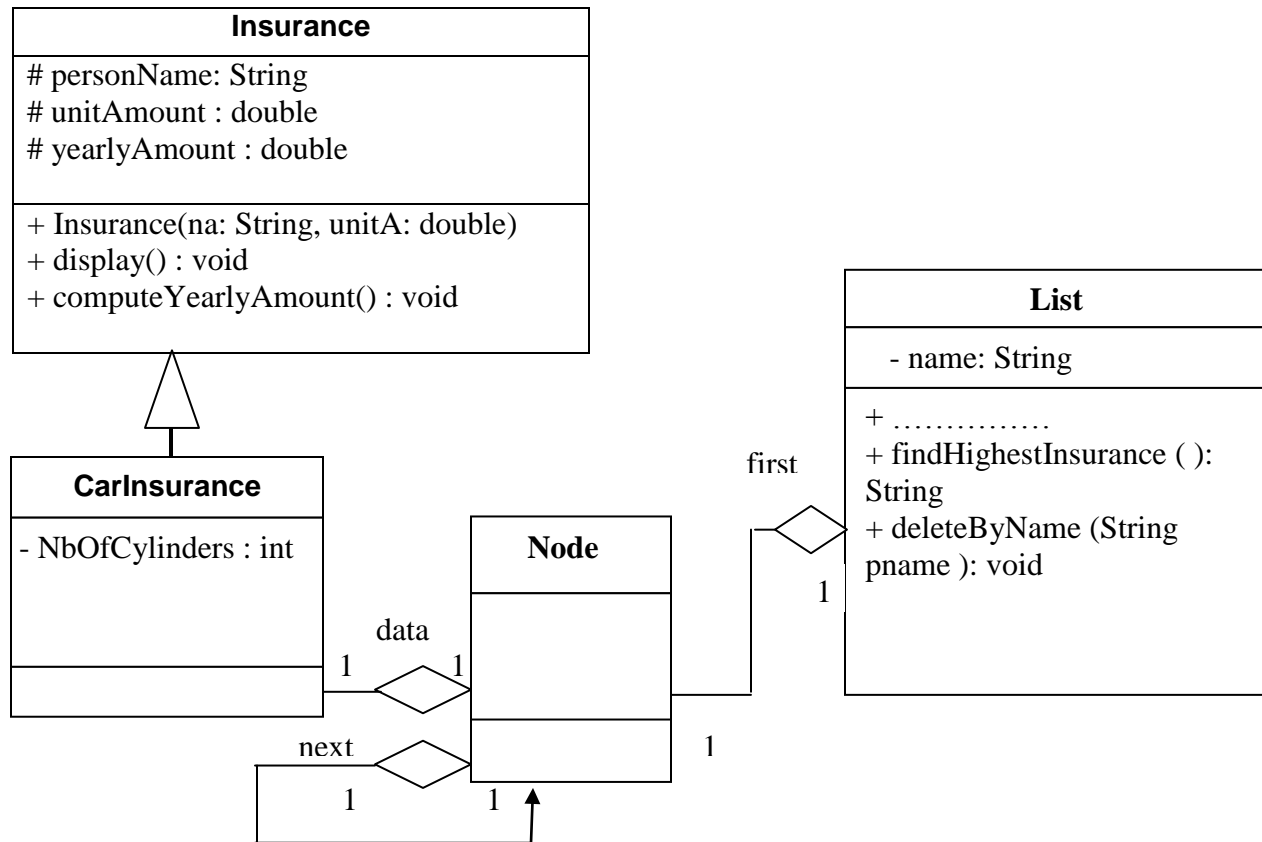 Insurance
# personName: String
# unitAmount : double
# yearlyAmount : double
+ Insurance(na: String, unitA: double)
+ display() : void
+ computeYearlyAmount() : void
CarInsurance
- NbOfCylinders : int
data
1
1
next
1
1
Node
1
first
1
List
- name: String
+ ……………
+ findHighestInsurance ( ):
String
+ deleteByName (String
pname ): void